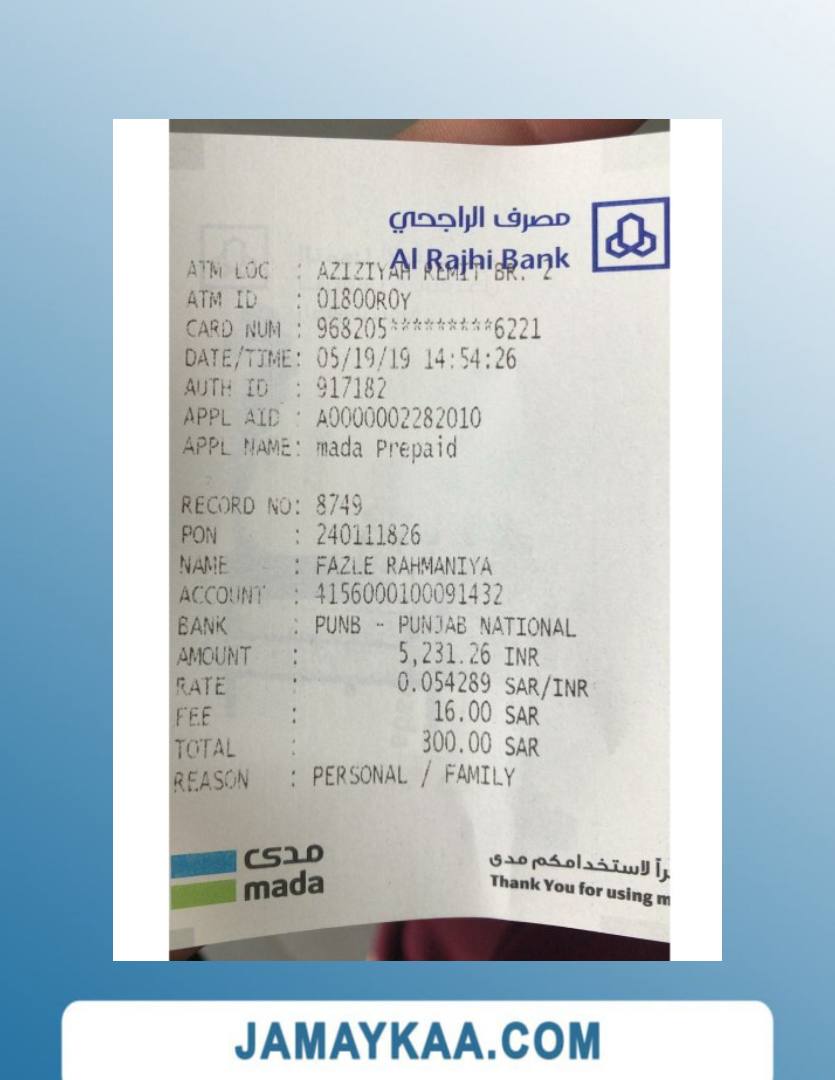 مصرف الراجحي
Al Rajhi Bank
ATM LOC : AZIZIYAH REMIT BR. 2
ATM ID : 01800ROY
CARD NUM : 968205*********6221
DATE/TIME: 05/19/19 14:54:26
AUTH ID : 917182
APPL AID : A0000002282010
APPL NAME: mada Prepaid
RECORD NO: 8749
PON : 240111826
NAME : FAZLE RAHMANIYA
ACCOUNT : 4156000100091432
BANK : PUNB - PUNJAB NATIONAL
AMOUNT : 5,231.26 INR
RATE : 0.054289 SAR/INR
FEE : 16.00 SAR
TOTAL : 300.00 SAR
REASON : PERSONAL / FAMILY
مدى
mada
لاستخدامكم مدى
Thank You for using
JAMAYKAA.COM